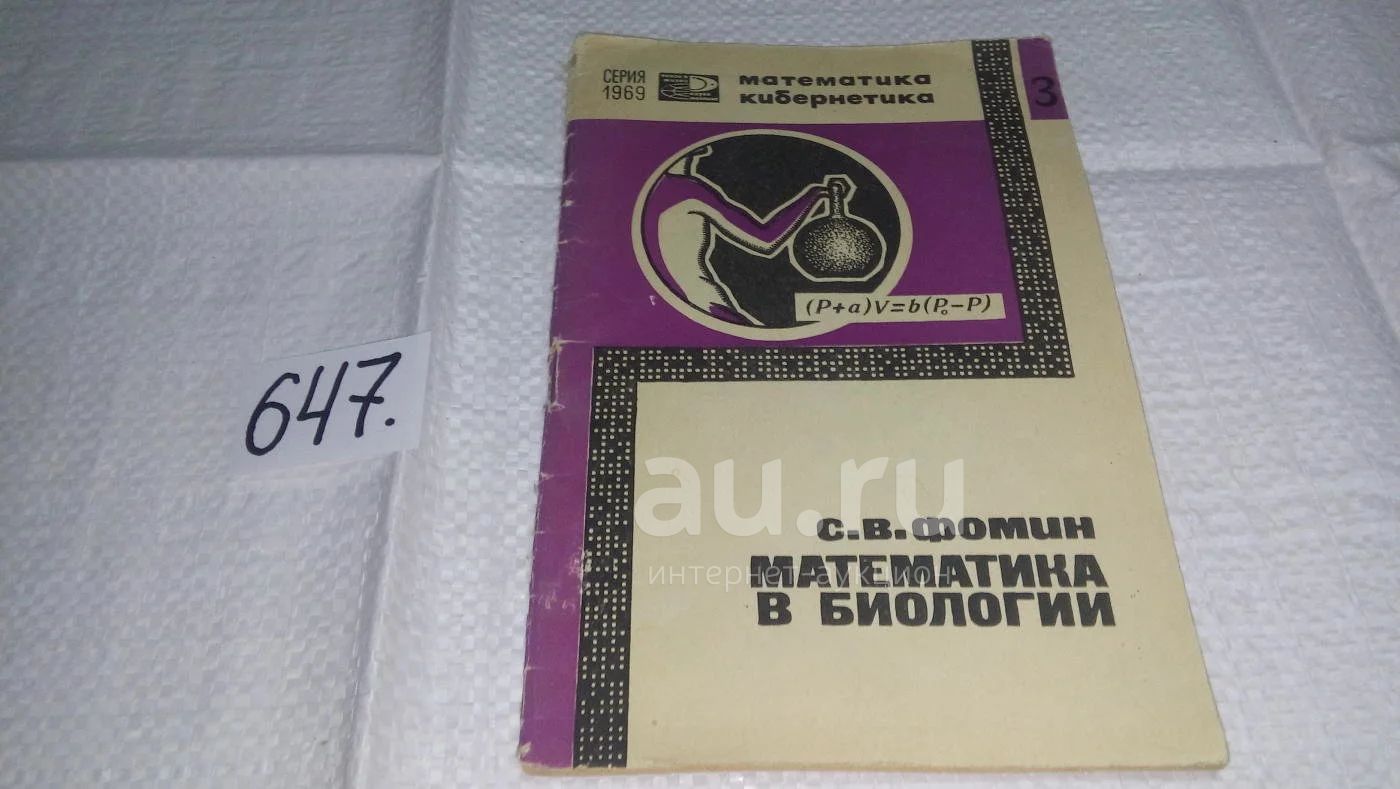 СЕРИЯ
1969
математика
кибернетика
3
(P+a)V=b(P₀−P)
647.
au.ru
интернет-аукцион
С.В.ФОМИН
МАТЕМАТИКА
В БИОЛОГИИ